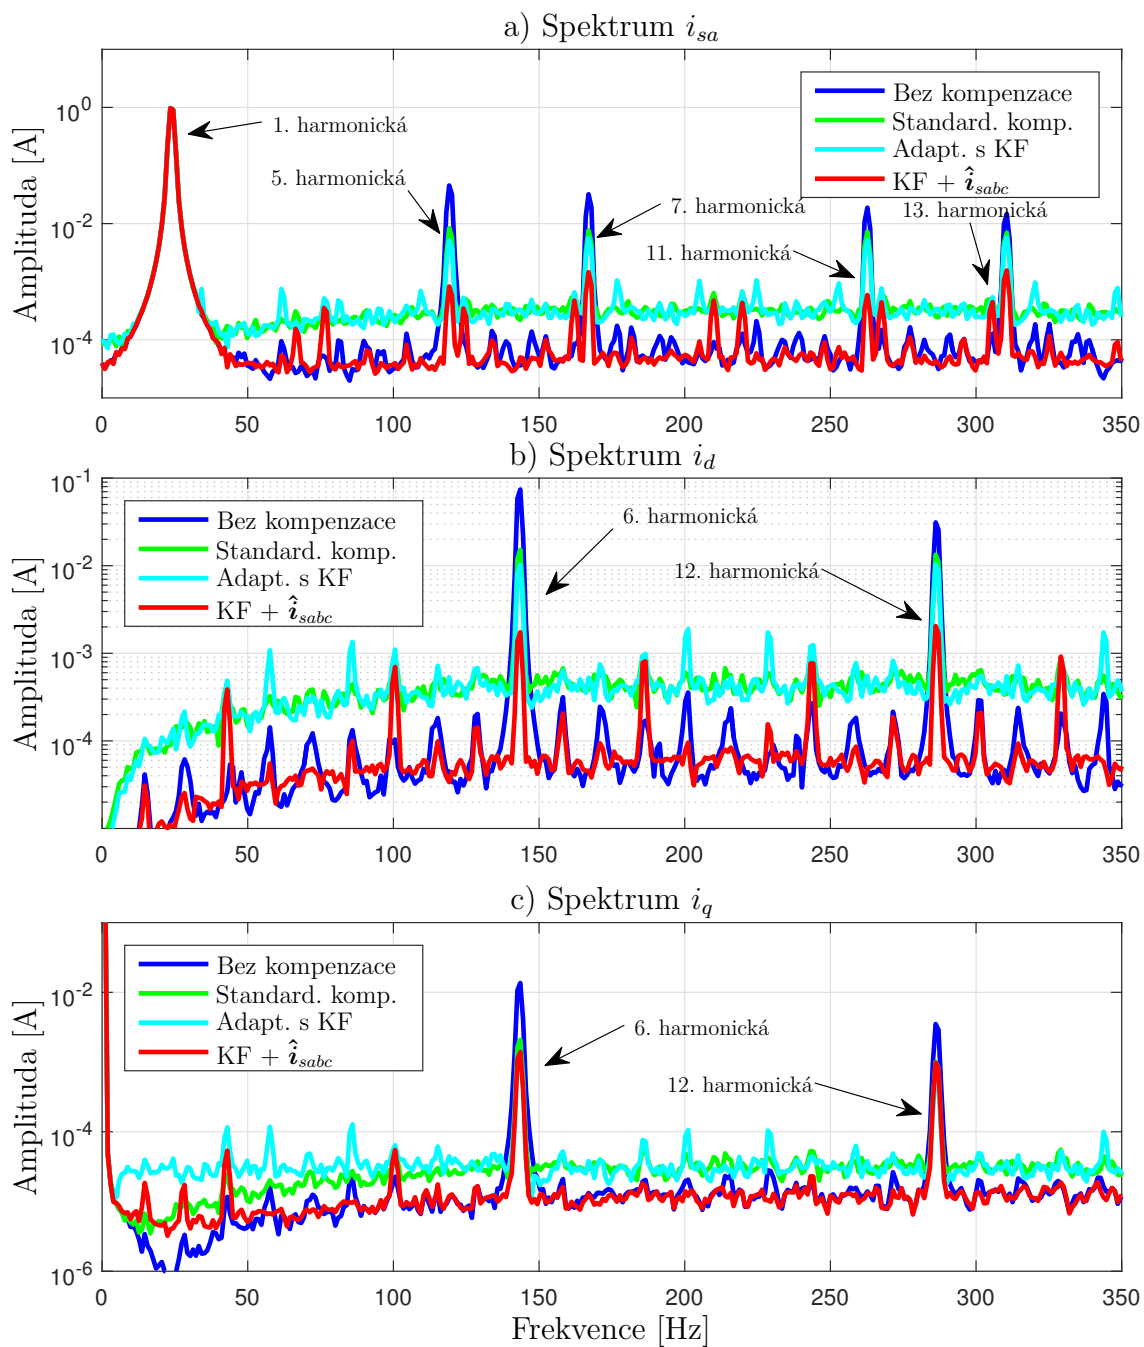 a) Spektrum i_sa
Amplituda [A]
10^0
10^-2
10^-4
0 50 100 150 200 250 300 350
Bez kompenzace
Standard. komp.
Adapt. s KF
KF + î_sabc
1. harmonická
5. harmonická
7. harmonická
11. harmonická
13. harmonická
b) Spektrum i_d
Amplituda [A]
10^-1
10^-2
10^-3
10^-4
0 50 100 150 200 250 300 350
Bez kompenzace
Standard. komp.
Adapt. s KF
KF + î_sabc
6. harmonická
12. harmonická
c) Spektrum i_q
Amplituda [A]
10^-2
10^-4
10^-6
0 50 100 150 200 250 300 350
Bez kompenzace
Standard. komp.
Adapt. s KF
KF + î_sabc
6. harmonická
12. harmonická
Frekvence [Hz]